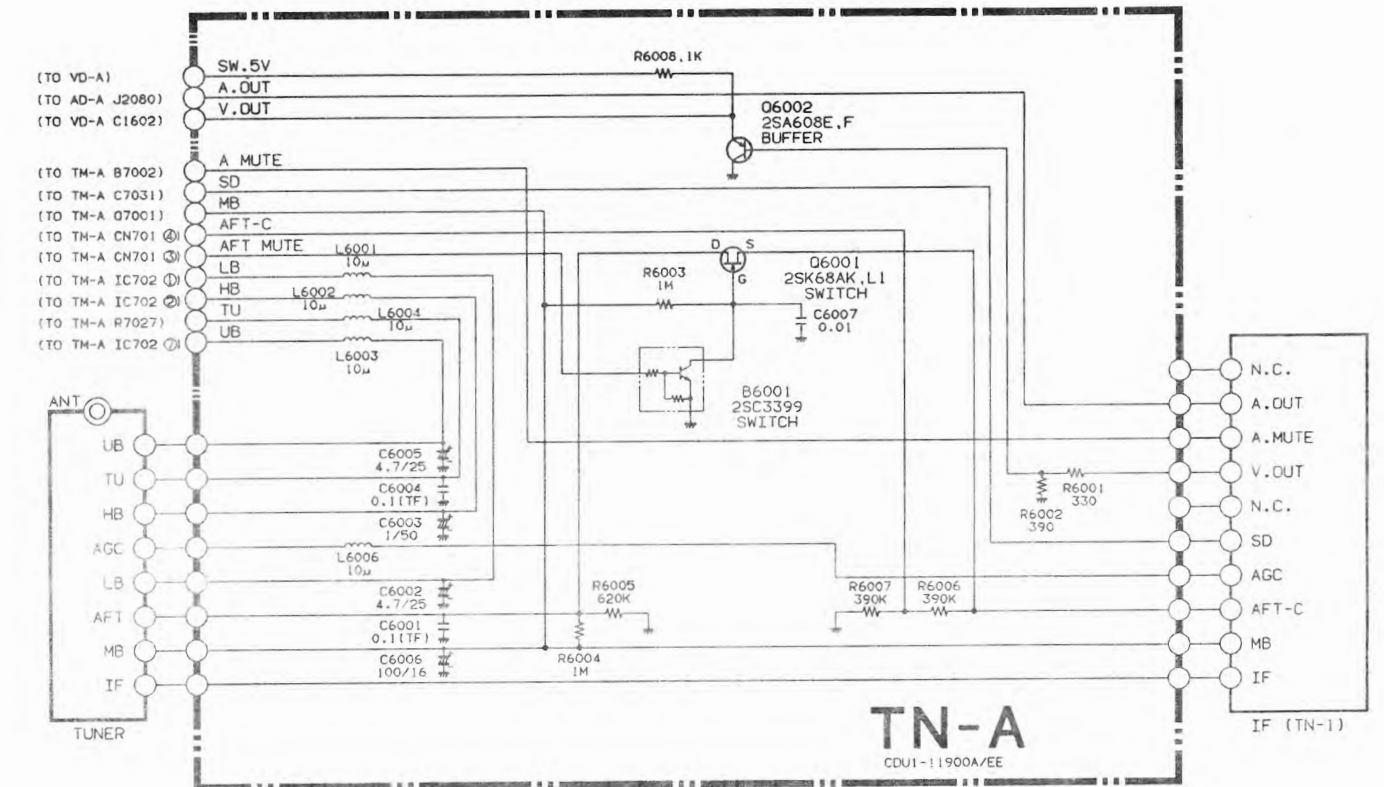 (TO VD-A)
SW.5V
(TO AD-A J2080)
A.OUT
(TO VD-A C1602)
V.OUT
R6008,1K
Q6002
2SA608E,F
BUFFER
(TO TM-A B7002)
A MUTE
(TO TM-A C7031)
SD
(TO TM-A Q7001)
MB
(TO TM-A CN701 ④)
AFT-C
(TO TM-A CN701 ③)
AFT MUTE
(TO TM-A IC702 ①)
LB
(TO TM-A IC702 ②)
HB
(TO TM-A R7027)
TU
(TO TM-A IC702 ⑦)
UB
L6001
10μ
L6002
10μ
L6004
10μ
L6003
10μ
D
S
G
R6003
1M
Q6001
2SK68AK,L1
SWITCH
C6007
0.01
B6001
2SC3399
SWITCH
ANT
UB
TU
HB
AGC
LB
AFT
MB
IF
TUNER
C6005
4.7/25
C6004
0.1(TF)
C6003
1/50
L6006
10μ
C6002
4.7/25
C6001
0.1(TF)
C6006
100/16
R6005
620K
R6004
1M
R6007
390K
R6006
390K
R6001
330
R6002
390
N.C.
A.OUT
A.MUTE
V.OUT
N.C.
SD
AGC
AFT-C
MB
IF
IF (TN-1)
TN-A
CDU1-11900A/EE